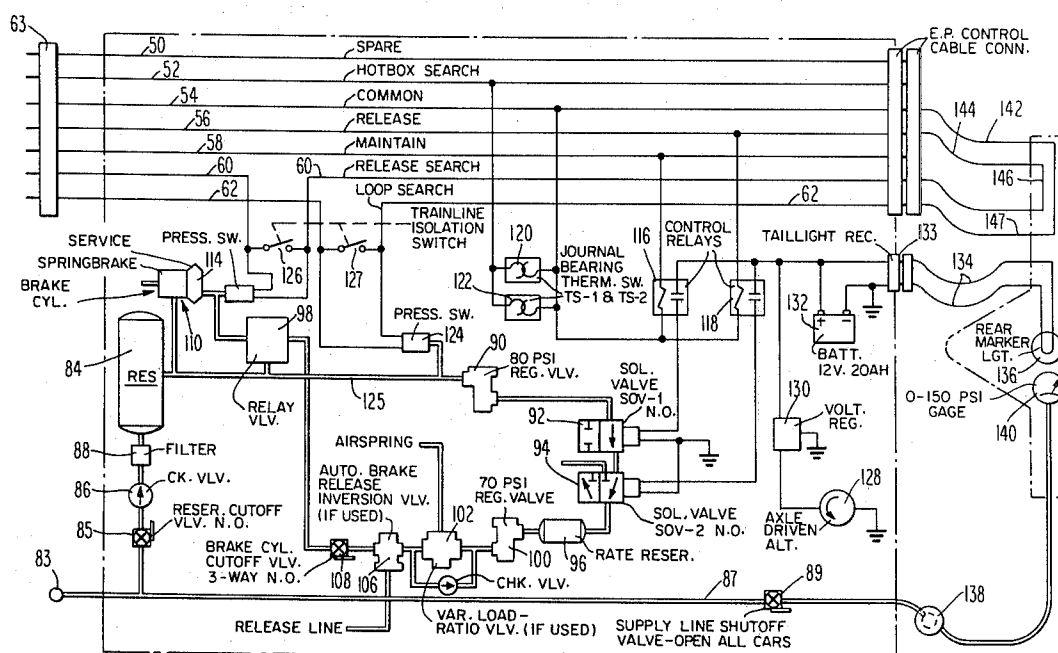 63
50
SPARE
E.P. CONTROL
CABLE CONN.
52
HOTBOX SEARCH
54
COMMON
56
RELEASE
144
142
58
MAINTAIN
60
60
RELEASE SEARCH
146
62
LOOP SEARCH
62
147
TRAINLINE
ISOLATION
SWITCH
SERVICE
114
PRESS. SW.
SPRINGBRAKE
BRAKE
CYL.
126
127
120
JOURNAL
BEARING
THERM. SW.
TS-1 & TS-2
122
116
CONTROL
RELAYS
118
TAILLIGHT REC.
133
134
110
98
PRESS. SW.
124
90
80 PSI
REG. VLV.
132
+ −
BATT.
12V. 20AH
REAR
MARKER
LGT.
136
84
RES
RELAY
VLV.
125
SOL.
VALVE
SOV-1
N.O.
92
130
VOLT.
REG.
0-150 PSI
GAGE
140
88
FILTER
86
CK. VLV.
AIRSPRING
94
AUTO. BRAKE
RELEASE
INVERSION VLV.
(IF USED)
70 PSI
REG.VALVE
102
128
85
RESER. CUTOFF
VLV. N.O.
SOL. VALVE
SOV-2 N.O.
AXLE
DRIVEN
ALT.
BRAKE CYL.
CUTOFF VLV.
3-WAY N.O.
108
106
100
96
RATE RESER.
83
CHK. VLV.
87
89
138
RELEASE LINE
VAR. LOAD-
RATIO VLV. (IF USED)
SUPPLY LINE SHUTOFF
VALVE-OPEN ALL CARS